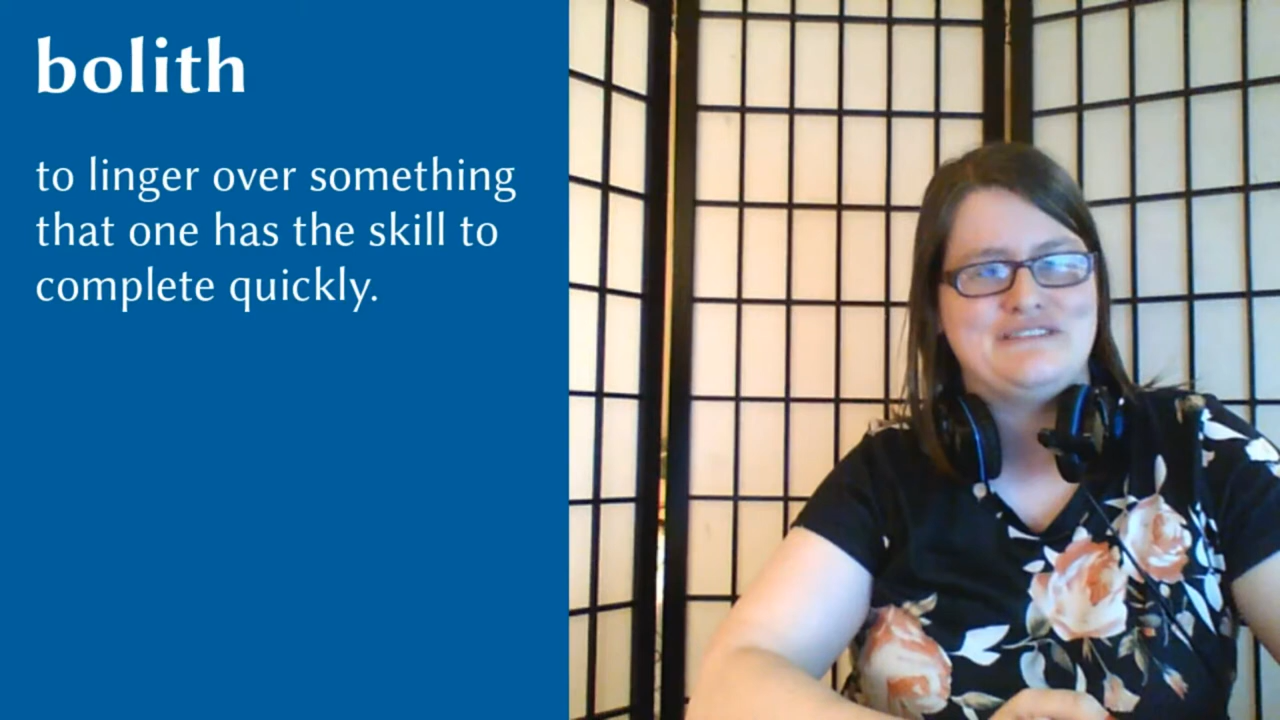 bolith
to linger over something
that one has the skill to
complete quickly.